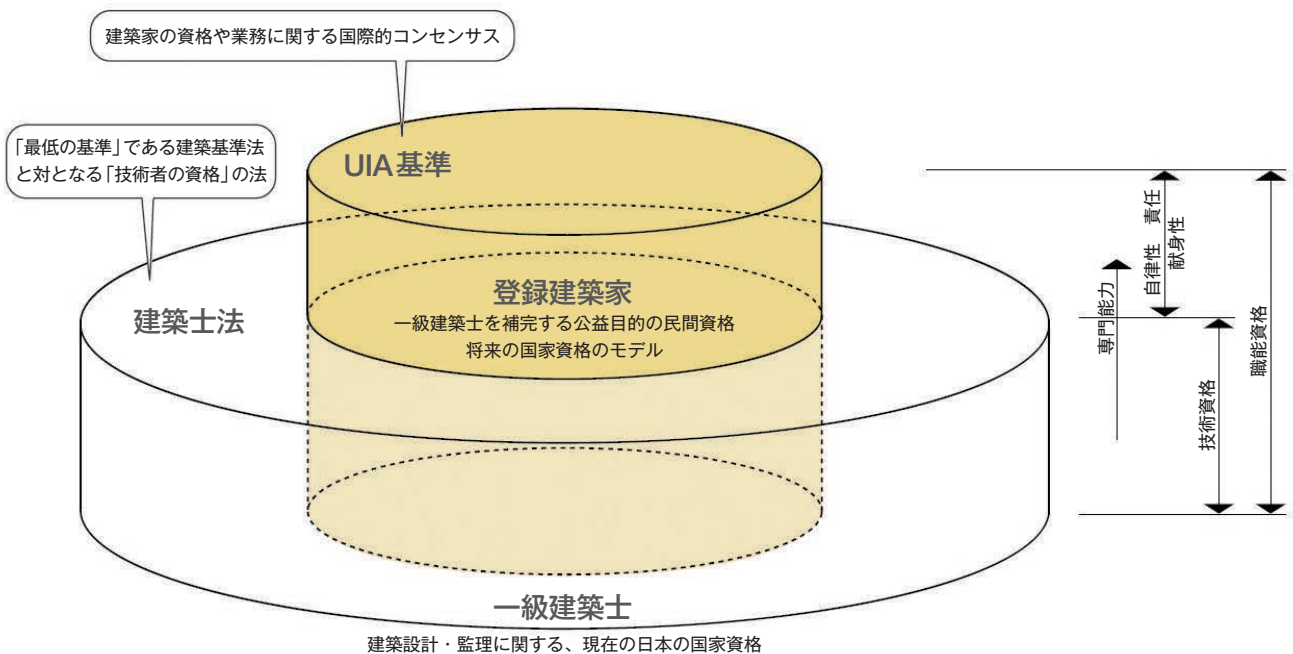 建築家の資格や業務に関する国際的コンセンサス
「最低の基準」である建築基準法
と対となる「技術者の資格」の法
UIA基準
建築士法
登録建築家
一級建築士を補完する公益目的の民間資格
将来の国家資格のモデル
一級建築士
建築設計・監理に関する、現在の日本の国家資格
専門能力
自律性 責任
献身性
技術資格
職能資格